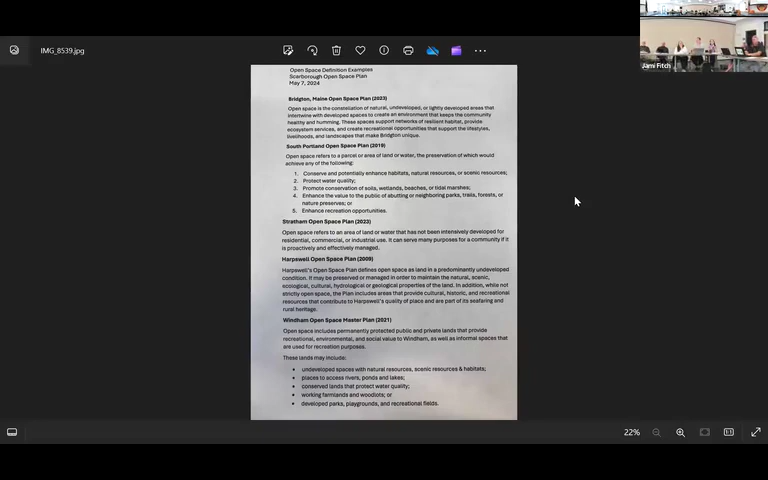 IMG_8539.jpg
Jami Fitch
Open Space Definition Examples
Scarborough Open Space Plan
May 7, 2024
Bridgton, Maine Open Space Plan (2023)
Open space is the constellation of natural, undeveloped, or lightly developed areas that
intertwine with developed spaces to create an environment that keeps the community
healthy and humming. These spaces support networks of resilient habitat, provide
ecosystem services, and create recreational opportunities that support the lifestyles,
livelihoods, and landscapes that make Bridgton unique.
South Portland Open Space Plan (2019)
Open space refers to a parcel or area of land or water, the preservation of which would
achieve any of the following:
1. Conserve and potentially enhance habitats, natural resources, or scenic resources;
2. Protect water quality;
3. Promote conservation of soils, wetlands, beaches, or tidal marshes;
4. Enhance the value to the public of abutting or neighboring parks, trails, forests, or
nature preserves; or
5. Enhance recreation opportunities.
Stratham Open Space Plan (2023)
Open space refers to an area of land or water that has not been intensively developed for
residential, commercial, or industrial use. It can serve many purposes for a community if it
is proactively and effectively managed.
Harpswell Open Space Plan (2009)
Harpswell's Open Space Plan defines open space as land in a predominantly undeveloped
condition. It may be preserved or managed in order to maintain the natural, scenic,
ecological, cultural, hydrological or geological properties of the land. In addition, while not
strictly open space, the Plan includes areas that provide cultural, historic, and recreational
resources that contribute to Harpswell's quality of place and are part of its seafaring and
rural heritage.
Windham Open Space Master Plan (2021)
Open space includes permanently protected public and private lands that provide
recreational, environmental, and social value to Windham, as well as informal spaces that
are used for recreation purposes.
These lands may include:
• undeveloped spaces with natural resources, scenic resources & habitats;
• places to access rivers, ponds and lakes;
• conserved lands that protect water quality;
• working farmlands and woodlots; or
• developed parks, playgrounds, and recreational fields.
22%
1:1